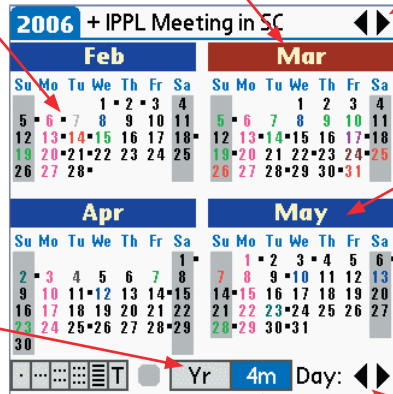 2006 + IPPL Meeting in SC
Feb Mar
Su Mo Tu We Th Fr Sa Su Mo Tu We Th Fr Sa
1 2 3 4 1 2 3 4
5 6 7 8 9 10 11 5 6 7 8 9 10 11
12 13 14 15 16 17 18 12 13 14 15 16 17 18
19 20 21 22 23 24 25 19 20 21 22 23 24 25
26 27 28 26 27 28 29 30 31
Apr May
Su Mo Tu We Th Fr Sa Su Mo Tu We Th Fr Sa
1 1 2 3 4 5 6
2 3 4 5 6 7 8 7 8 9 10 11 12 13
9 10 11 12 13 14 15 14 15 16 17 18 19 20
16 17 18 19 20 21 22 21 22 23 24 25 26 27
23 24 25 26 27 28 29 28 29 30 31
30
T Yr 4m Day: